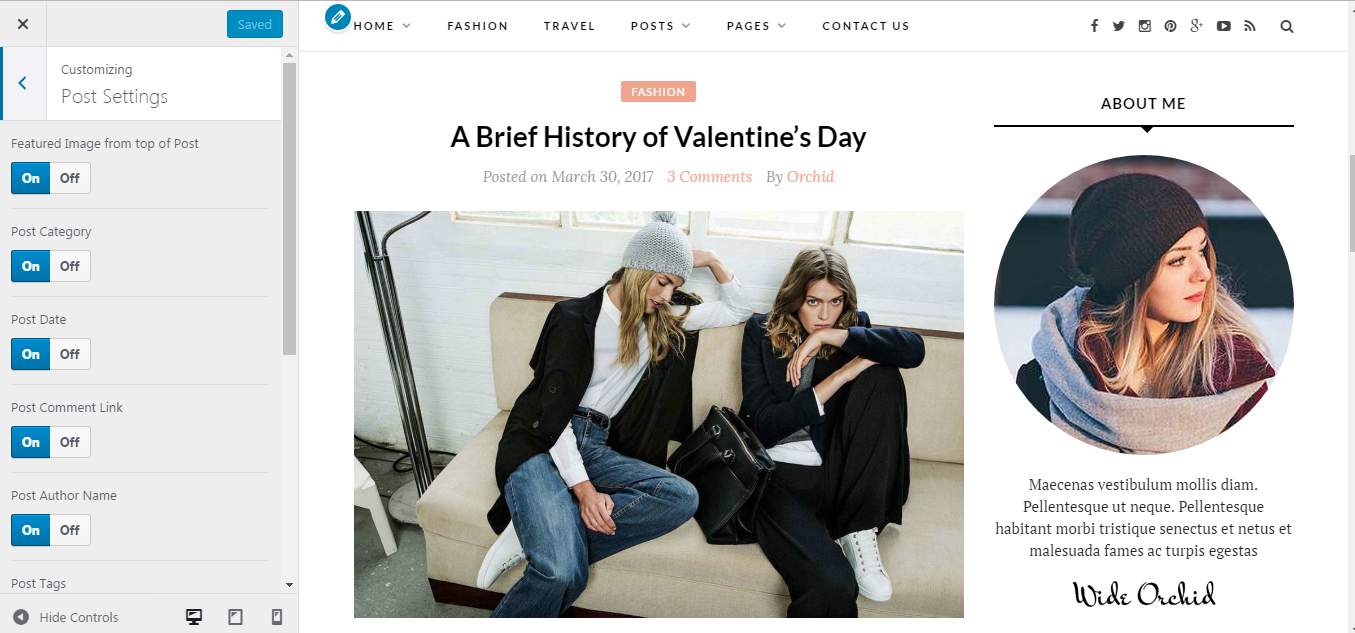 Saved
Customizing
Post Settings
Featured Image from top of Post
On Off
Post Category
On Off
Post Date
On Off
Post Comment Link
On Off
Post Author Name
On Off
Post Tags
Hide Controls
HOME FASHION TRAVEL POSTS PAGES CONTACT US
FASHION
A Brief History of Valentine’s Day
Posted on March 30, 2017 3 Comments By Orchid
ABOUT ME
Maecenas vestibulum mollis diam.
Pellentesque ut neque. Pellentesque
habitant morbi tristique senectus et netus et
malesuada fames ac turpis egestas
Wide Orchid